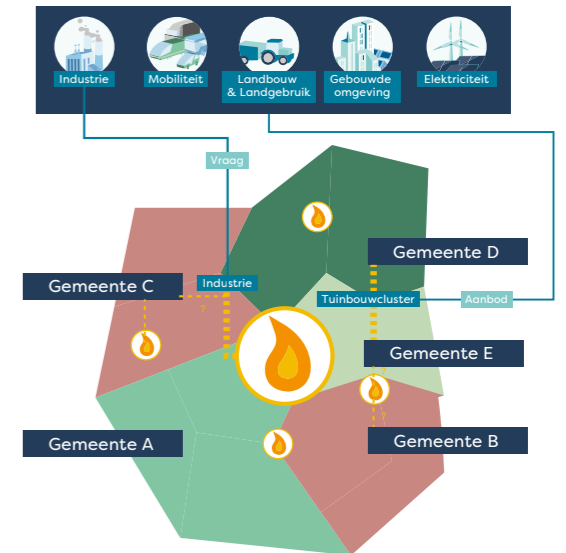 Industrie
Mobiliteit
Landbouw
& Landgebruik
Gebouwde
omgeving
Elektriciteit
Vraag
Gemeente D
Gemeente C
Industrie
?
Tuinbouwcluster
Aanbod
Gemeente E
?
?
Gemeente A
Gemeente B